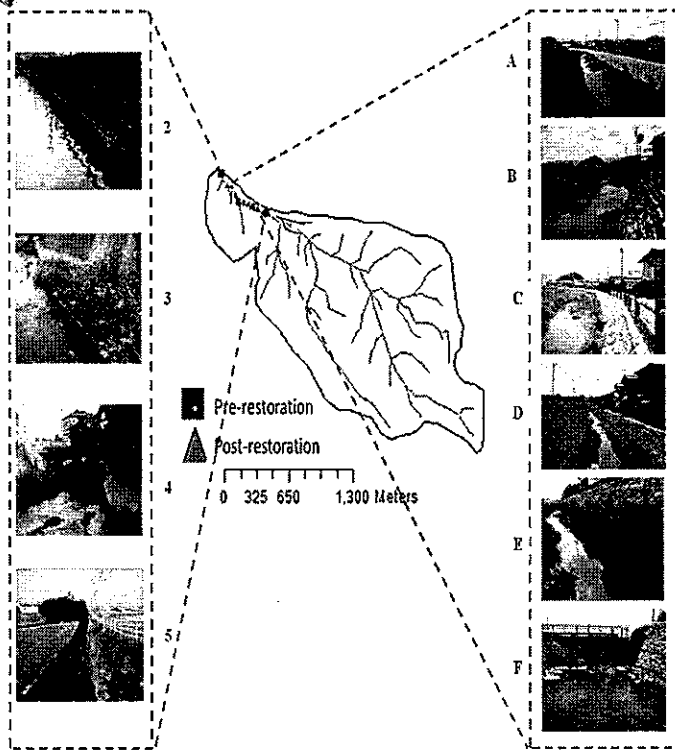 A
2
B
3
C
Pre-restoration
D
Post-restoration
4
0 325 650 1,300 Meters
E
5
F